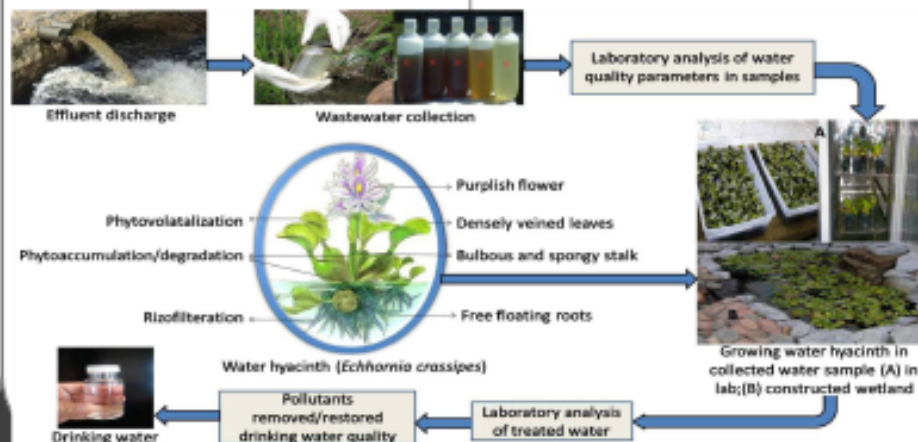 Effluent discharge
Wastewater collection
Laboratory analysis of water
quality parameters in samples
A
Purplish flower
Phytovolatalization
Densely veined leaves
Phytoaccumulation/degradation
Bulbous and spongy stalk
Rizofilteration
Free floating roots
Water hyacinth (Echhornia crassipes)
Growing water hyacinth in
collected water sample (A) in
lab;(B) constructed wetland
Pollutants
removed/restored
drinking water quality
Laboratory analysis
of treated water
Drinking water